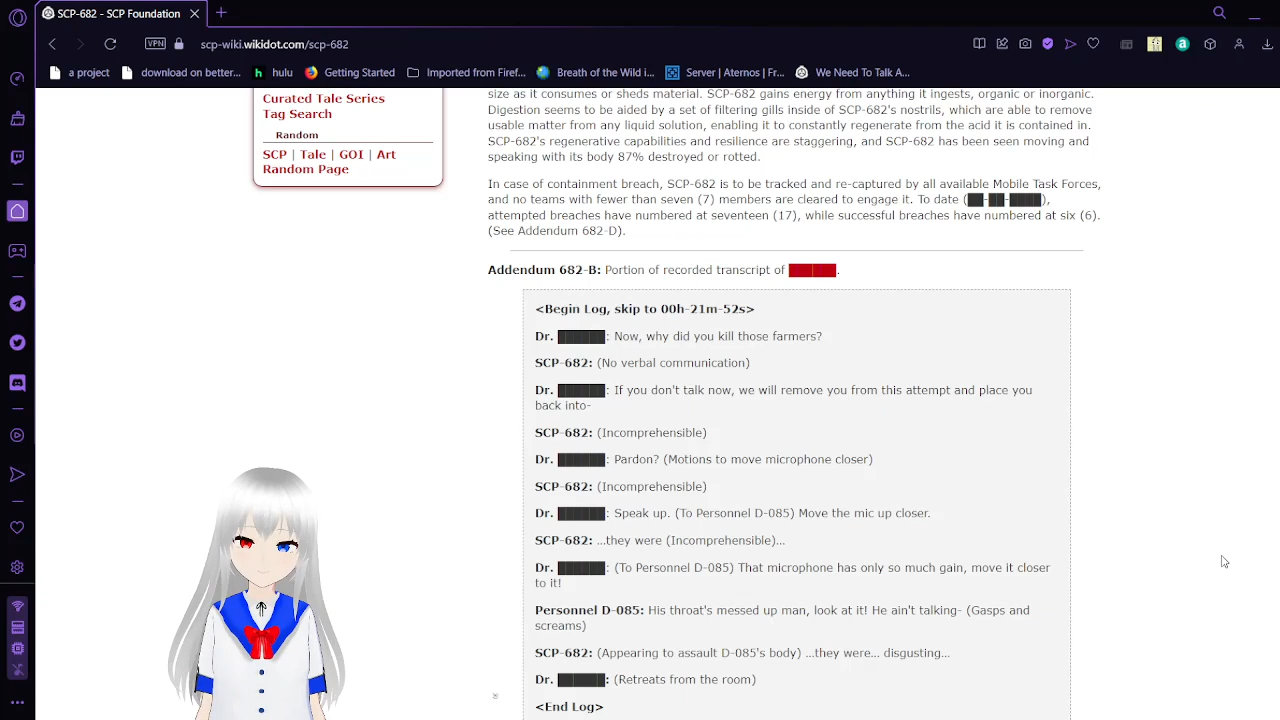 SCP-682 - SCP Foundation
VPN
scp-wiki.wikidot.com/scp-682
a project
download on better...
hulu
Getting Started
Imported from Firef...
Breath of the Wild i...
Server | Aternos | Fr...
We Need To Talk A...
Curated Tale Series
Tag Search
Random
SCP | Tale | GOI | Art
Random Page
size as it consumes or sheds material. SCP-682 gains energy from anything it ingests, organic or inorganic.
Digestion seems to be aided by a set of filtering gills inside of SCP-682's nostrils, which are able to remove
usable matter from any liquid solution, enabling it to constantly regenerate from the acid it is contained in.
SCP-682's regenerative capabilities and resilience are staggering, and SCP-682 has been seen moving and
speaking with its body 87% destroyed or rotted.
In case of containment breach, SCP-682 is to be tracked and re-captured by all available Mobile Task Forces,
and no teams with fewer than seven (7) members are cleared to engage it. To date (██-██-████),
attempted breaches have numbered at seventeen (17), while successful breaches have numbered at six (6).
(See Addendum 682-D).
Addendum 682-B: Portion of recorded transcript of ██████.
<Begin Log, skip to 00h-21m-52s>
Dr. ██████: Now, why did you kill those farmers?
SCP-682: (No verbal communication)
Dr. ██████: If you don't talk now, we will remove you from this attempt and place you
back into-
SCP-682: (Incomprehensible)
Dr. ██████: Pardon? (Motions to move microphone closer)
SCP-682: (Incomprehensible)
Dr. ██████: Speak up. (To Personnel D-085) Move the mic up closer.
SCP-682: …they were (Incomprehensible)…
Dr. ██████: (To Personnel D-085) That microphone has only so much gain, move it closer
to it!
Personnel D-085: His throat's messed up man, look at it! He ain't talking- (Gasps and
screams)
SCP-682: (Appearing to assault D-085's body) …they were… disgusting…
Dr. ██████: (Retreats from the room)
<End Log>